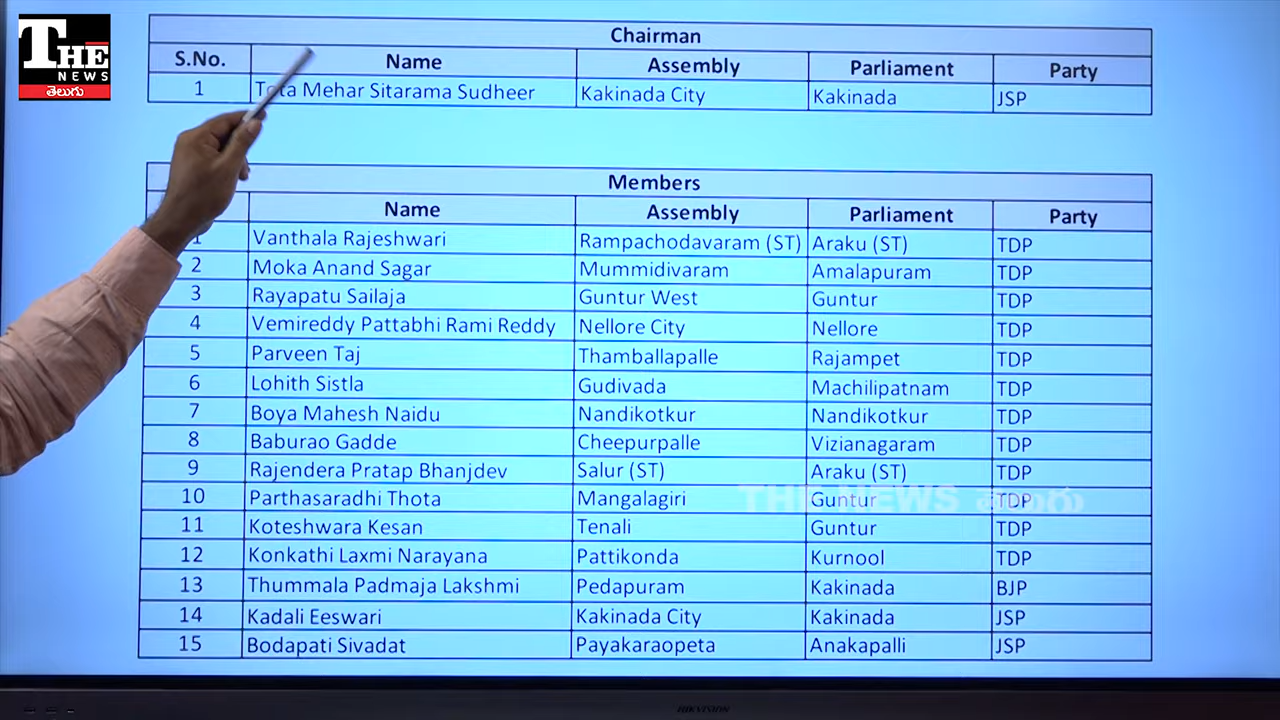 THE
NEWS
తెలుగు
Chairman
S.No. Name Assembly Parliament Party
1 Tota Mehar Sitarama Sudheer Kakinada City Kakinada JSP
Members
Name Assembly Parliament Party
1 Vanthala Rajeshwari Rampachodavaram (ST) Araku (ST) TDP
2 Moka Anand Sagar Mummidivaram Amalapuram TDP
3 Rayapatu Sailaja Guntur West Guntur TDP
4 Vemireddy Pattabhi Rami Reddy Nellore City Nellore TDP
5 Parveen Taj Thamballapalle Rajampet TDP
6 Lohith Sistla Gudivada Machilipatnam TDP
7 Boya Mahesh Naidu Nandikotkur Nandikotkur TDP
8 Baburao Gadde Cheepurpalle Vizianagaram TDP
9 Rajendera Pratap Bhanjdev Salur (ST) Araku (ST) TDP
10 Parthasaradhi Thota Mangalagiri Guntur TDP
THE NEWS తెలుగు
11 Koteshwara Kesan Tenali Guntur TDP
12 Konkathi Laxmi Narayana Pattikonda Kurnool TDP
13 Thummala Padmaja Lakshmi Pedapuram Kakinada BJP
14 Kadali Eeswari Kakinada City Kakinada JSP
15 Bodapati Sivadat Payakaraopeta Anakapalli JSP
HIKVISION